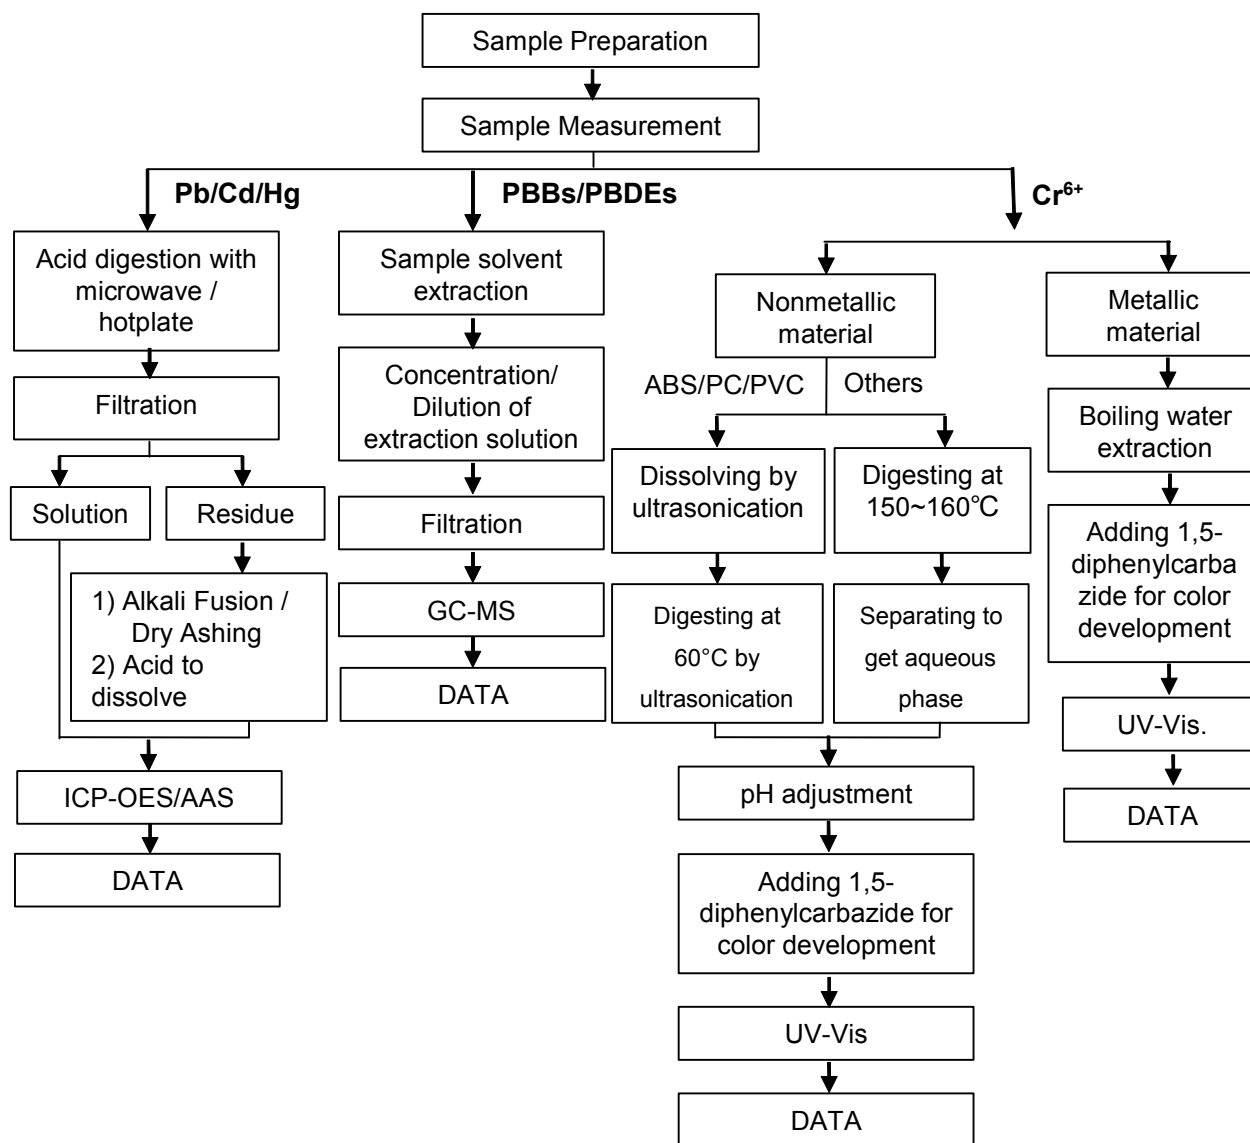 Sample Preparation
Sample Measurement
Pb/Cd/Hg
PBBs/PBDEs
Cr⁶⁺
Acid digestion with
microwave /
hotplate
Filtration
Solution
Residue
1) Alkali Fusion /
Dry Ashing
2) Acid to
dissolve
ICP-OES/AAS
DATA
Sample solvent
extraction
Concentration/
Dilution of
extraction solution
Filtration
GC-MS
DATA
Nonmetallic
material
ABS/PC/PVC
Others
Dissolving by
ultrasonication
Digesting at
60°C by
ultrasonication
Digesting at
150~160℃
Separating to
get aqueous
phase
pH adjustment
Adding 1,5-
diphenylcarbazide for
color development
UV-Vis
DATA
Metallic
material
Boiling water
extraction
Adding 1,5-
diphenylcarba
zide for color
development
UV-Vis.
DATA